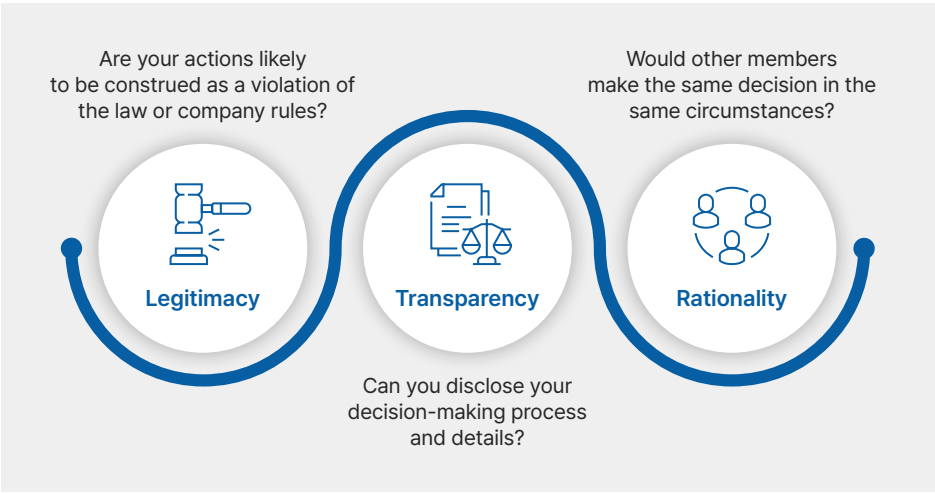 Are your actions likely
to be construed as a violation of
the law or company rules?
Legitimacy
Transparency
Can you disclose your
decision-making process
and details?
Would other members
make the same decision in the
same circumstances?
Rationality